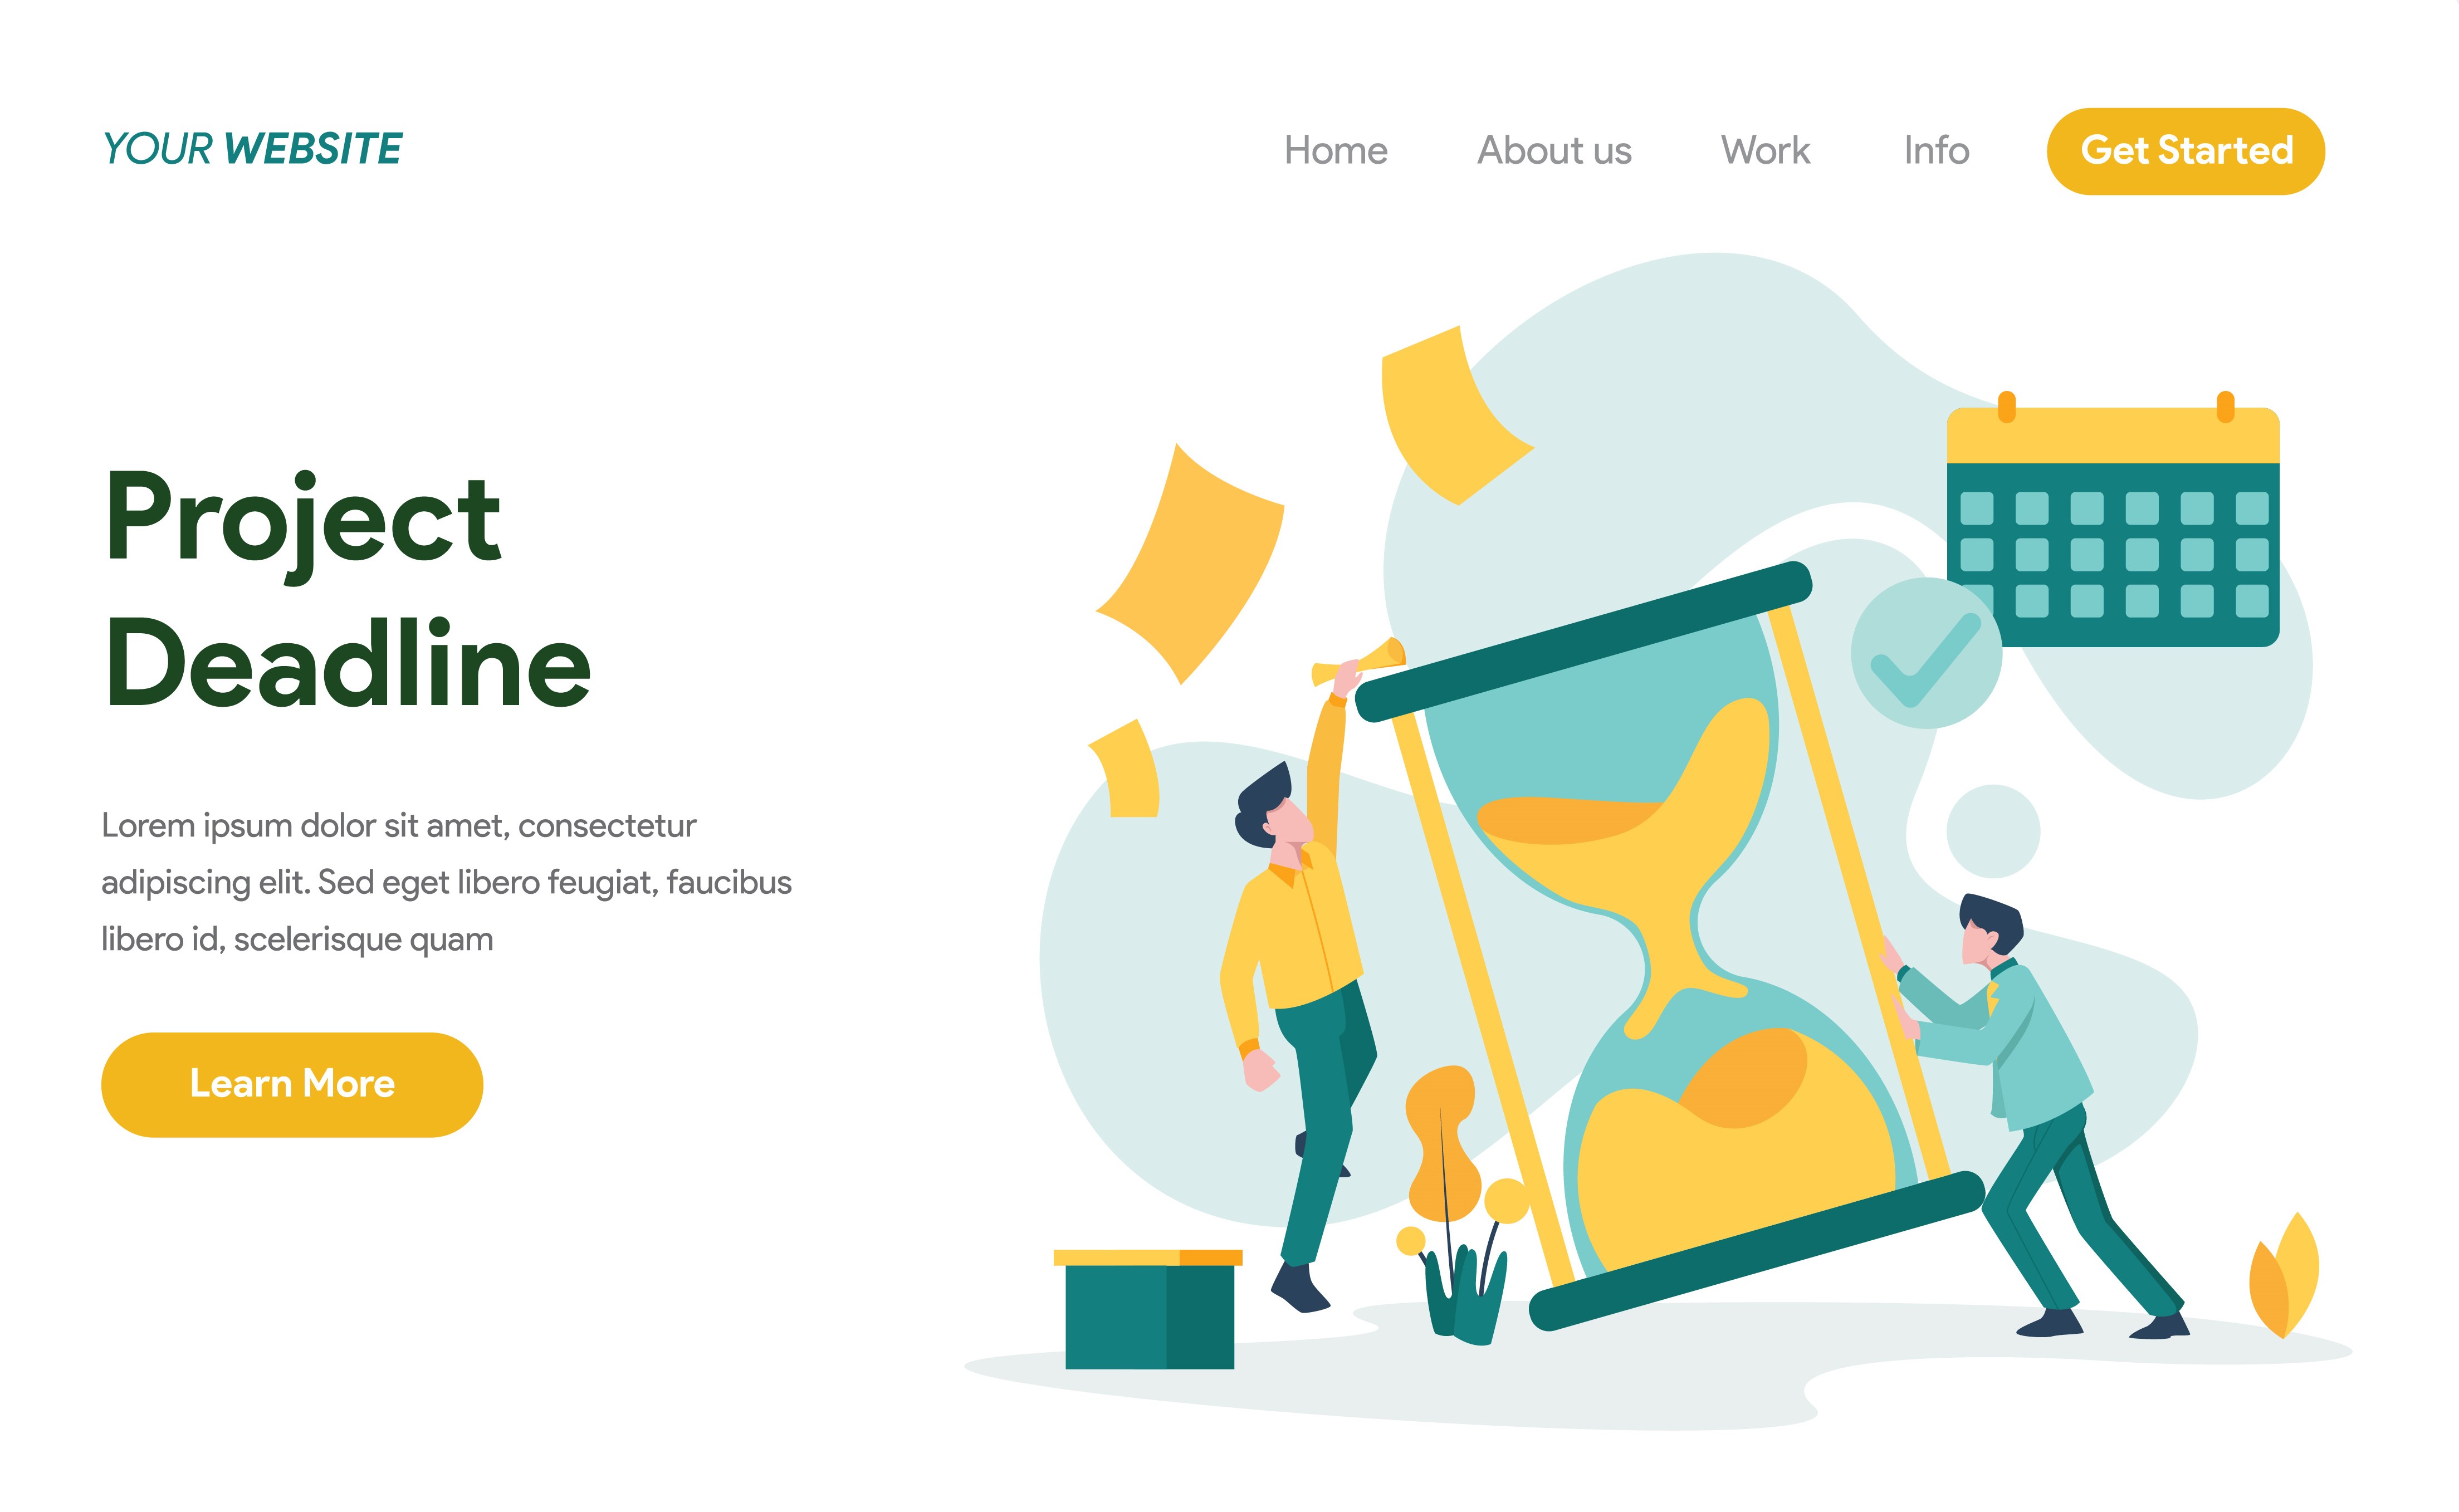 YOUR WEBSITE
Home About us Work Info Get Started
Project
Deadline
Lorem ipsum dolor sit amet, consectetur
adipiscing elit. Sed eget libero feugiat, faucibus
libero id, scelerisque quam
Learn More